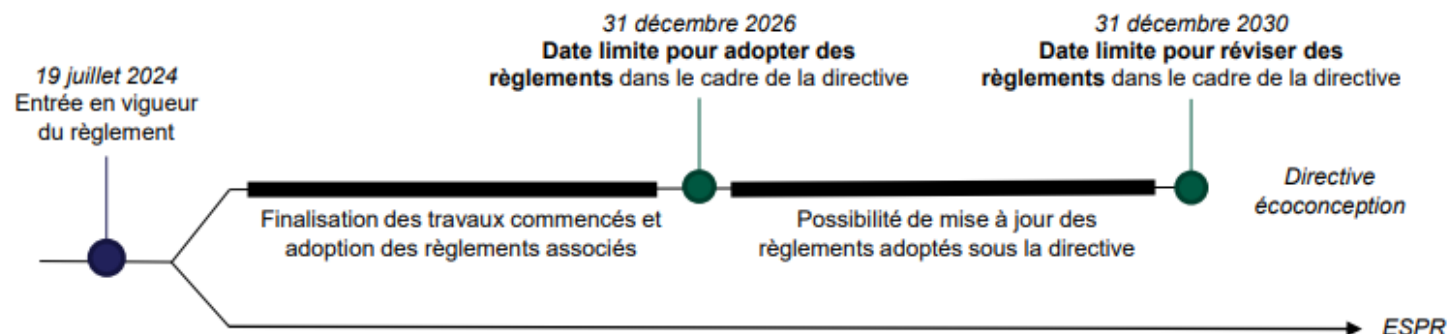 19 juillet 2024
Entrée en vigueur
du règlement
31 décembre 2026
Date limite pour adopter des
règlements dans le cadre de la directive
31 décembre 2030
Date limite pour réviser des
règlements dans le cadre de la directive
Finalisation des travaux commencés et
adoption des règlements associés
Possibilité de mise à jour des
règlements adoptés sous la directive
Directive
écoconception
ESPR